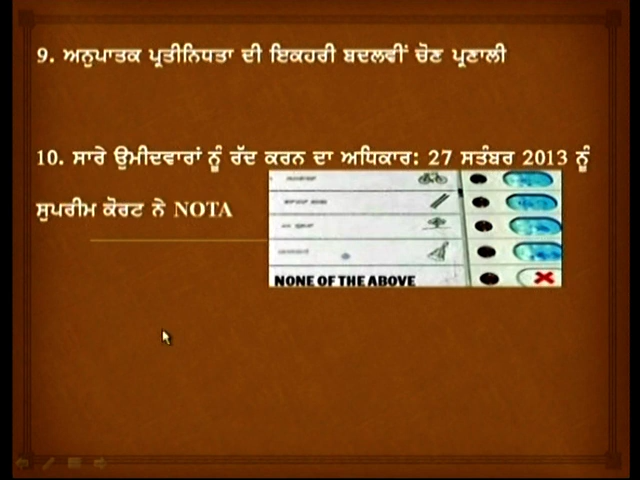 9. ਅਨੁਪਾਤਕ ਪ੍ਰਤੀਨਿਧਤਾ ਦੀ ਇਕਹਰੀ ਬਦਲਵੀਂ ਚੋਣ ਪ੍ਰਣਾਲੀ
10. ਸਾਰੇ ਉਮੀਦਵਾਰਾਂ ਨੂੰ ਰੱਦ ਕਰਨ ਦਾ ਅਧਿਕਾਰ: 27 ਸਤੰਬਰ 2013 ਨੂੰ
ਸੁਪਰੀਮ ਕੋਰਟ ਨੇ NOTA
NONE OF THE ABOVE